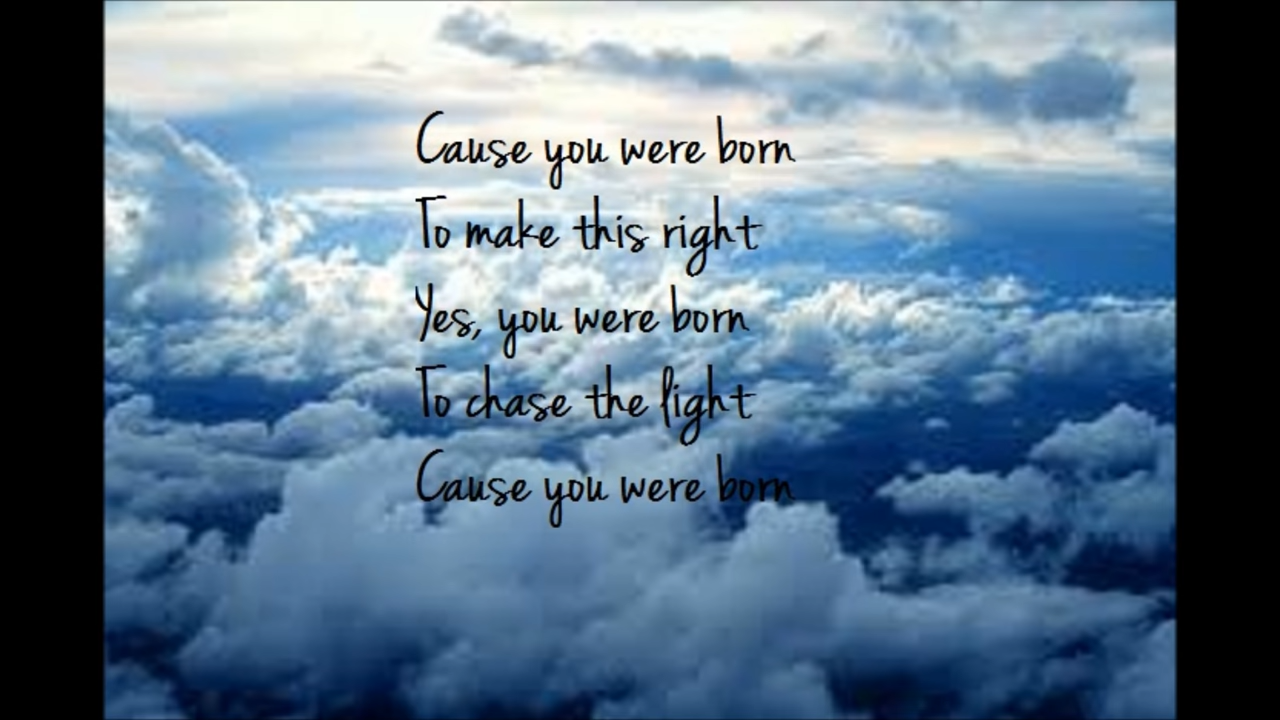 Cause you were born
To make this right
Yes, you were born
To chase the light
Cause you were born